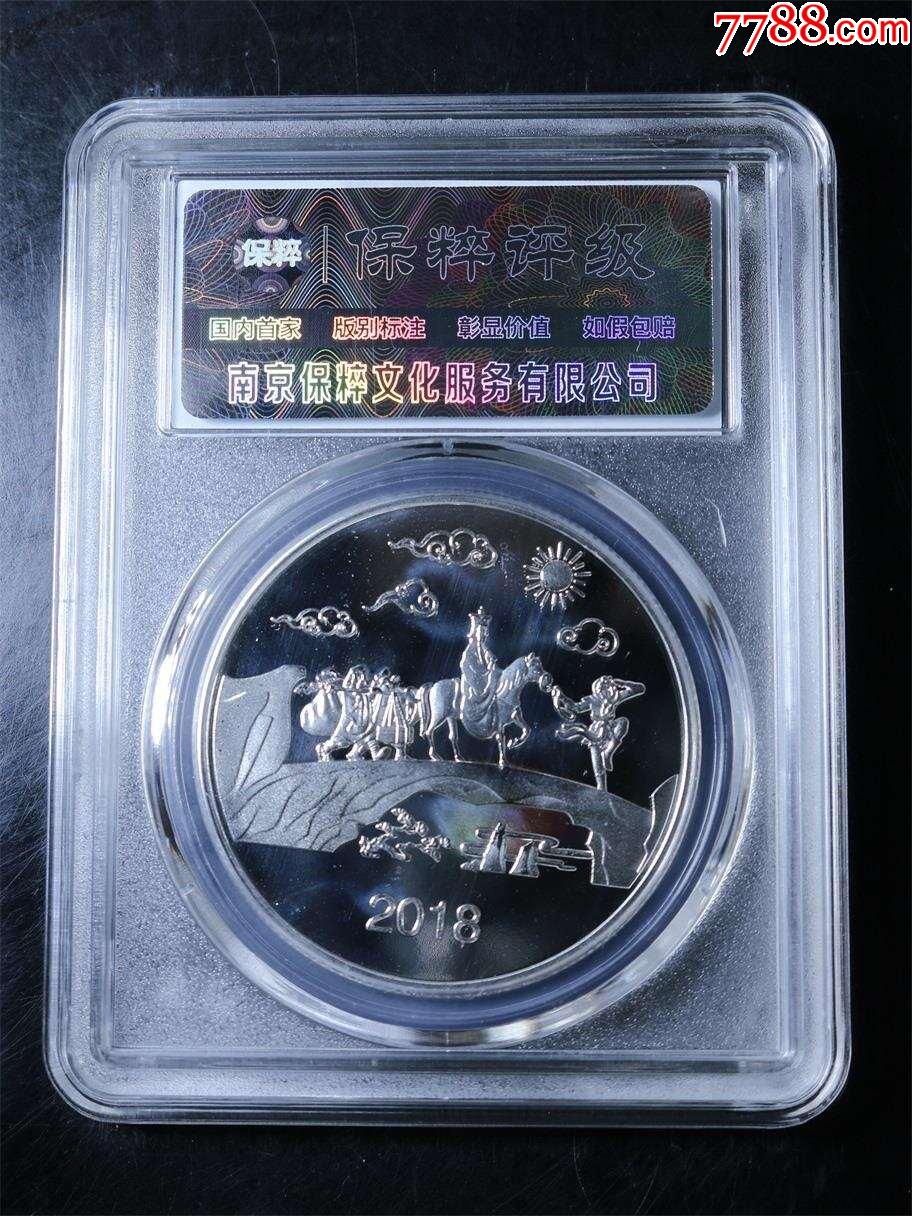 7788.com
保粹 保粹评级
国内首家 版别标注 彰显价值 如假包赔
南京保粹文化服务有限公司
2018